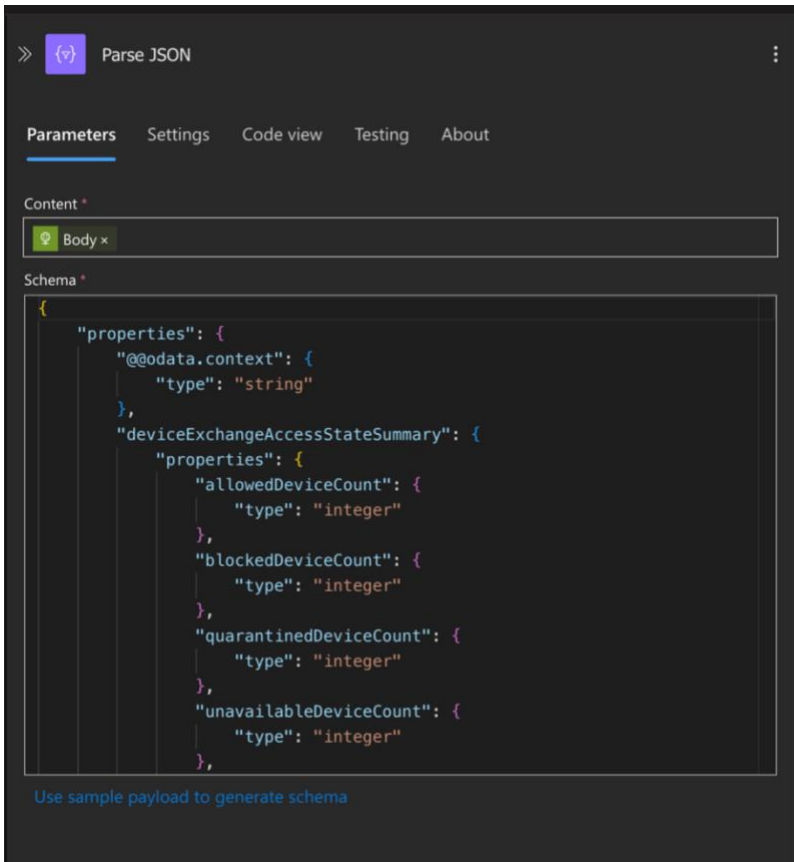 Parse JSON
Parameters Settings Code view Testing About
Content *
Body ×
Schema *
{
    "properties": {
        "@@odata.context": {
            "type": "string"
        },
        "deviceExchangeAccessStateSummary": {
            "properties": {
                "allowedDeviceCount": {
                    "type": "integer"
                },
                "blockedDeviceCount": {
                    "type": "integer"
                },
                "quarantinedDeviceCount": {
                    "type": "integer"
                },
                "unavailableDeviceCount": {
                    "type": "integer"
                },
Use sample payload to generate schema